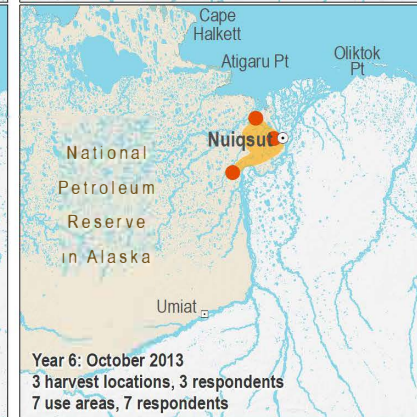 Cape
Halkett
Atigaru Pt
Oliktok
Pt
Nuiqsut
National
Petroleum
Reserve
in Alaska
Umiat
Year 6: October 2013
3 harvest locations, 3 respondents
7 use areas, 7 respondents